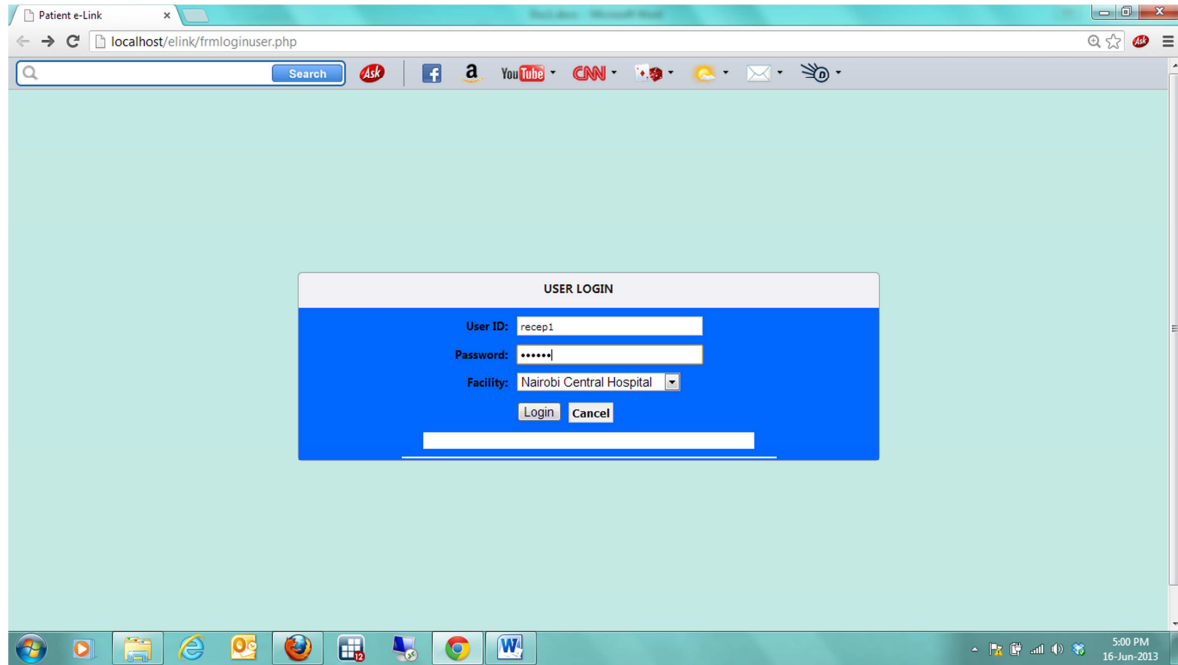 Patient e-Link
localhost/elink/frmloginuser.php
Search Ask a YouTube CNN
USER LOGIN
User ID: recep1
Password: ••••••
Facility: Nairobi Central Hospital
Login Cancel
5:00 PM
16-Jun-2013